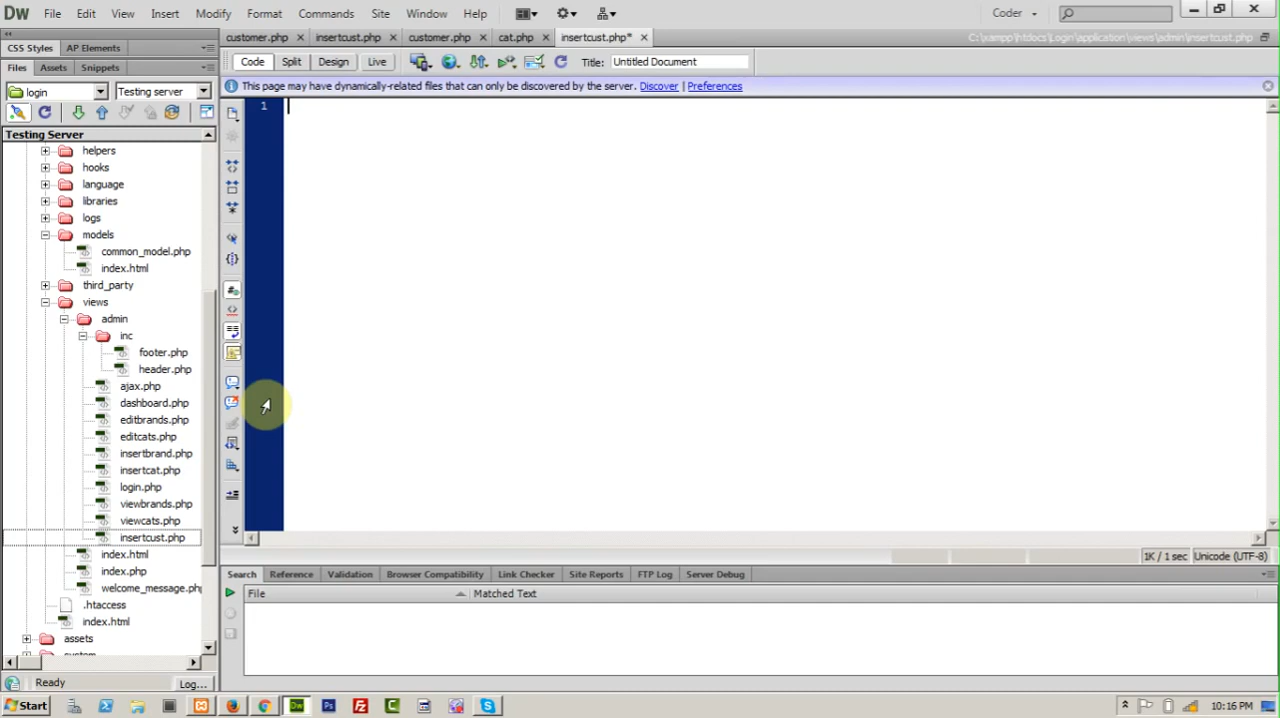 DW File Edit View Insert Modify Format Commands Site Window Help Coder
CSS Styles AP Elements
customer.php insertcust.php customer.php cat.php insertcust.php* C:\xampp\htdocs\Login\application\views\admin\insertcust.php
Files Assets Snippets
Code Split Design Live Title: Untitled Document
login Testing server
This page may have dynamically-related files that can only be discovered by the server. Discover | Preferences
Testing Server
1
helpers
hooks
language
libraries
logs
models
common_model.php
index.html
third_party
views
admin
inc
footer.php
header.php
ajax.php
dashboard.php
editbrands.php
editcats.php
insertbrand.php
insertcat.php
login.php
viewbrands.php
viewcats.php
insertcust.php
index.html
index.php
welcome_message.php
.htaccess
index.html
assets
system
1K / 1 sec Unicode (UTF-8)
Search Reference Validation Browser Compatibility Link Checker Site Reports FTP Log Server Debug
File Matched Text
Ready Log...
Start 10:16 PM